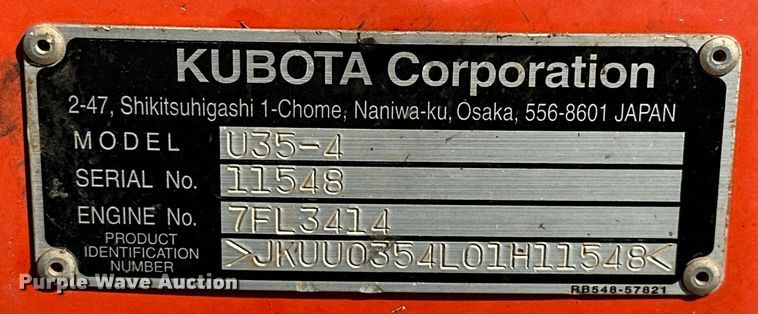 KUBOTA Corporation
2-47, Shikitsuhigashi 1-Chome, Naniwa-ku, Osaka, 556-8601 JAPAN
MODEL U35-4
SERIAL No. 11548
ENGINE No. 7FL3414
PRODUCT
IDENTIFICATION
NUMBER >JKUU0354L01H11548<
RB548-57821
Purple Wave Auction